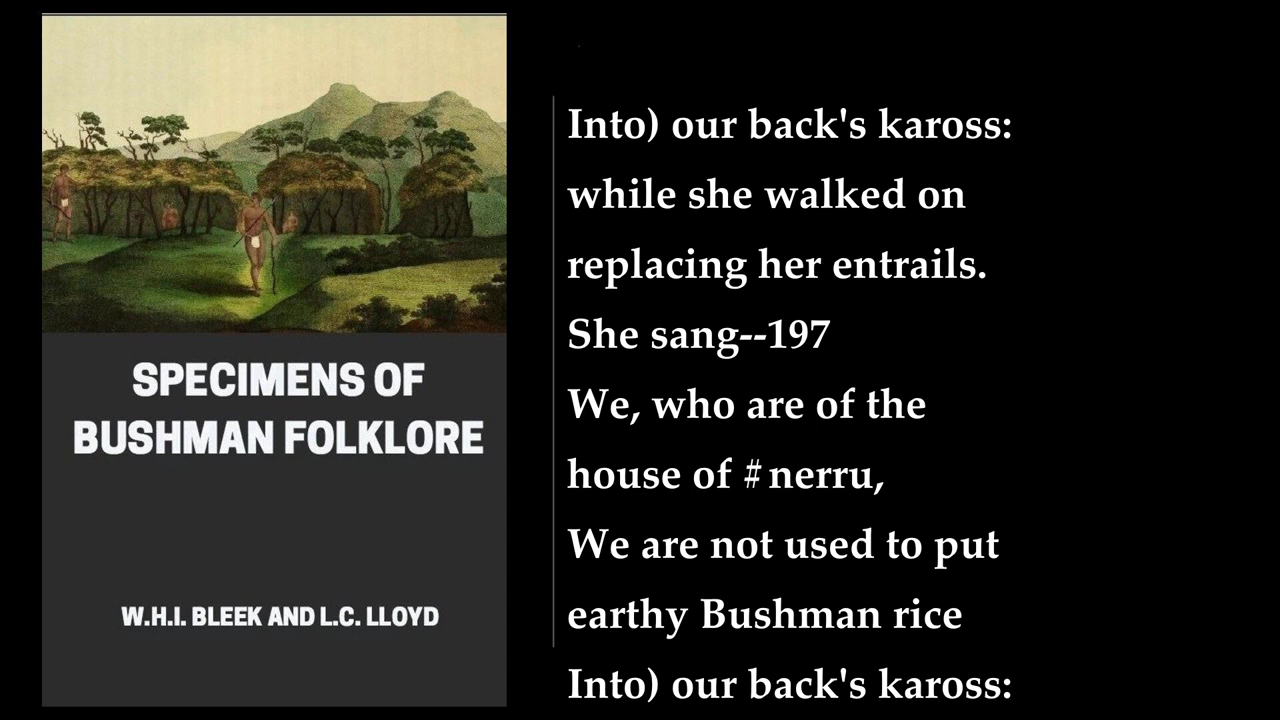 SPECIMENS OF
BUSHMAN FOLKLORE
W.H.I. BLEEK AND L.C. LLOYD
Into) our back's kaross:
while she walked on
replacing her entrails.
She sang--197
We, who are of the
house of #nerru,
We are not used to put
earthy Bushman rice
Into) our back's kaross: